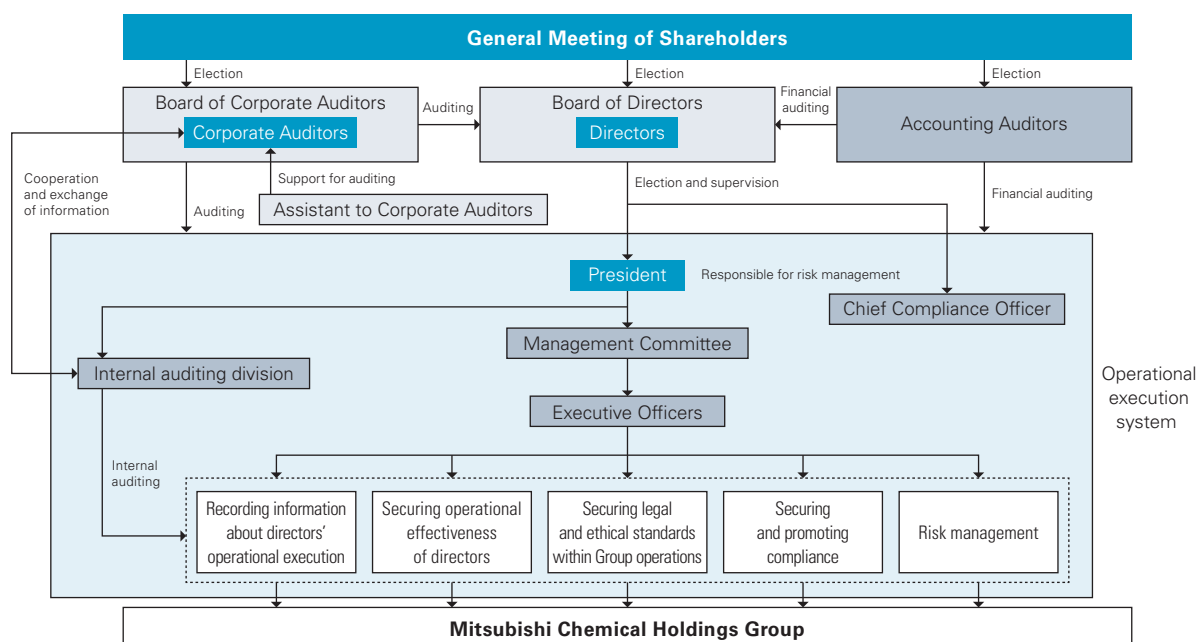 General Meeting of Shareholders
Election
Election
Election
Board of Corporate Auditors
Corporate Auditors
Auditing
Board of Directors
Directors
Financial
auditing
Accounting Auditors
Cooperation
and exchange
of information
Support for auditing
Assistant to Corporate Auditors
Auditing
Election and supervision
Financial auditing
President
Responsible for risk management
Chief Compliance Officer
Management Committee
Internal auditing division
Executive Officers
Operational
execution
system
Internal
auditing
Recording information
about directors’
operational execution
Securing operational
effectiveness
of directors
Securing legal
and ethical standards
within Group operations
Securing
and promoting
compliance
Risk management
Mitsubishi Chemical Holdings Group